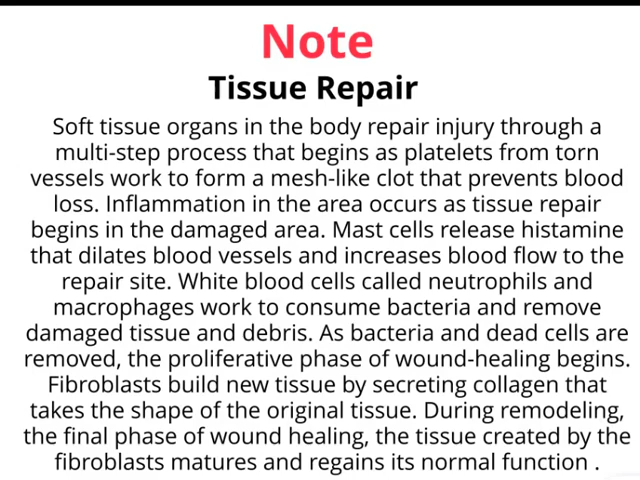 Note
Tissue Repair
Soft tissue organs in the body repair injury through a
multi-step process that begins as platelets from torn
vessels work to form a mesh-like clot that prevents blood
loss. Inflammation in the area occurs as tissue repair
begins in the damaged area. Mast cells release histamine
that dilates blood vessels and increases blood flow to the
repair site. White blood cells called neutrophils and
macrophages work to consume bacteria and remove
damaged tissue and debris. As bacteria and dead cells are
removed, the proliferative phase of wound-healing begins.
Fibroblasts build new tissue by secreting collagen that
takes the shape of the original tissue. During remodeling,
the final phase of wound healing, the tissue created by the
fibroblasts matures and regains its normal function .